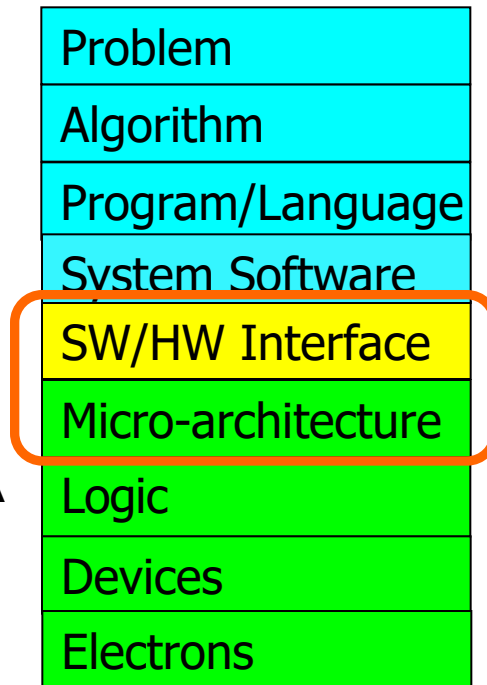 Problem
Algorithm
Program/Language
System Software
SW/HW Interface
Micro-architecture
Logic
Devices
Electrons